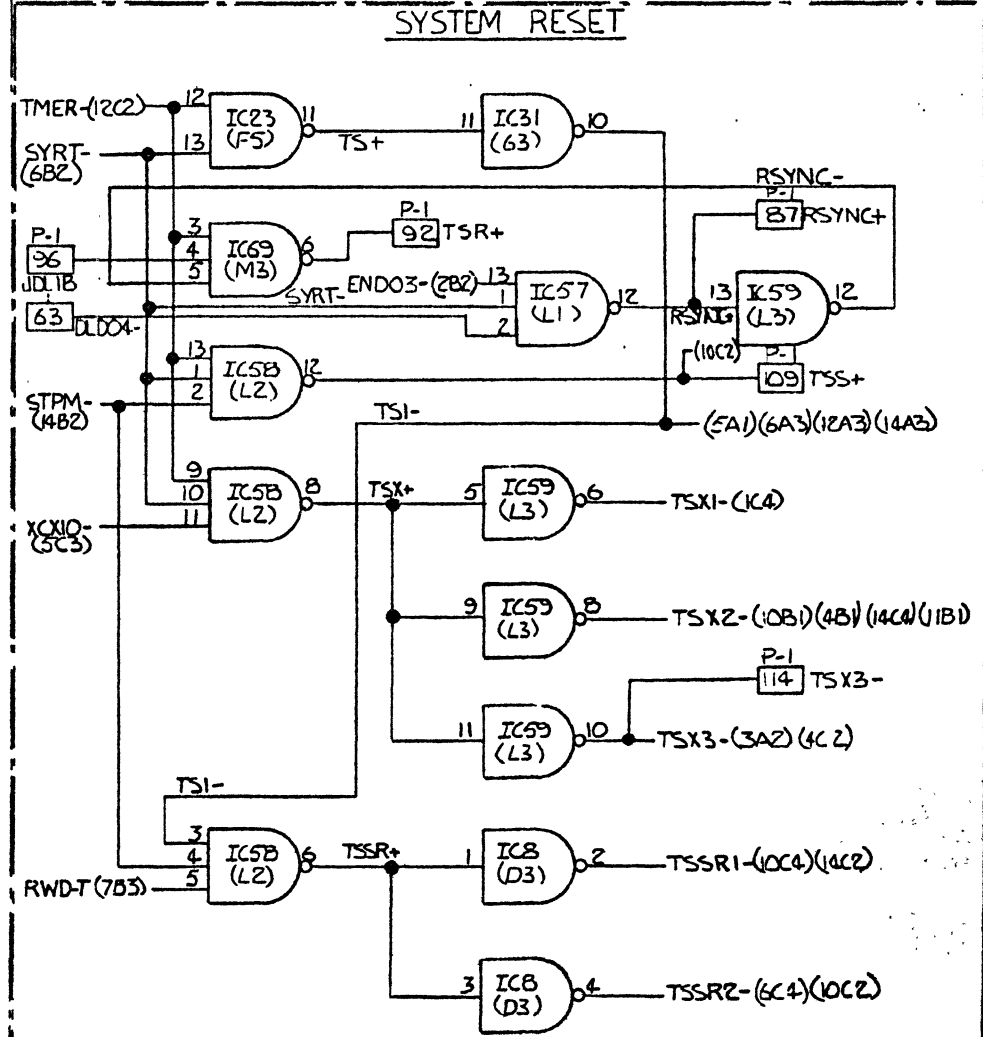 SYSTEM RESET
TMER-(12C2)
12
IC23
(F5)
11
TS+
11
IC31
(G3)
10
SYRT-
(6B2)
13
RSYNC-
P-1
87
RSYNC+
P-1
96
JDL1B
3
4
5
IC69
(M3)
6
P-1
92
TSR+
63
DLD04-
SYRT-
END03-(2B2)
13
1
2
IC57
(L1)
12
13
IC59
(L3)
12
(10C2)
P-
109
TSS+
13
1
2
IC58
(L2)
12
STPM-
(14B2)
TS1-
(5A1)(6A3)(12A3)(14A3)
9
10
11
IC58
(L2)
8
TSX+
5
IC59
(L3)
6
TSX1-(1C4)
XCX10-
(5C3)
9
IC59
(L3)
8
TSX2-(10B1)(4B1)(14C4)(11B1)
P-1
114
TSX3-
11
IC59
(L3)
10
TSX3-(3A2)(4C2)
TS1-
3
4
5
IC58
(L2)
6
TSSR+
1
IC8
(D3)
2
TSSR1-(10C4)(14C2)
RWD-T(7B3)
3
IC8
(D3)
4
TSSR2-(6C4)(10C2)